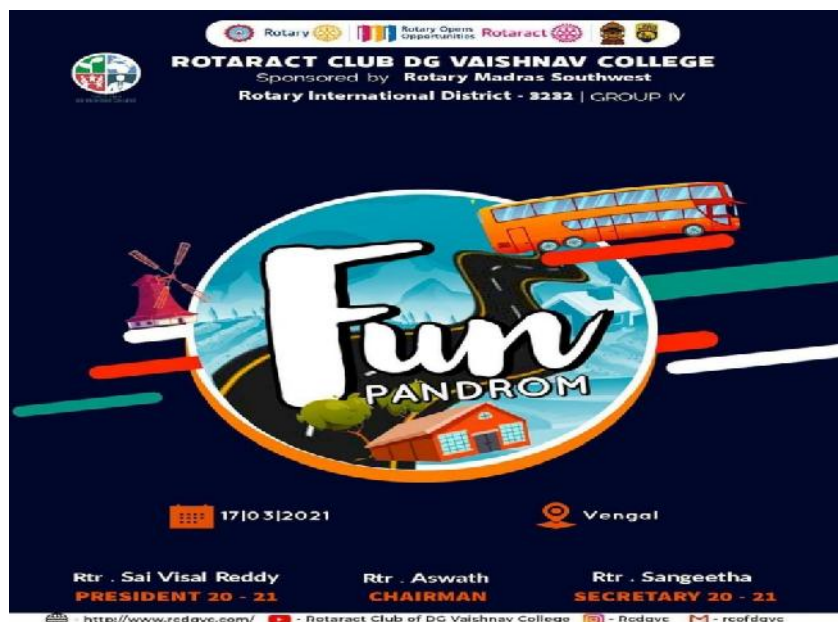 Rotary Rotary Opens Opportunities Rotaract
ROTARACT CLUB DG VAISHNAV COLLEGE
Sponsored by Rotary Madras Southwest
Rotary International District - 3232 | GROUP IV
Fun
PANDROM
17|03|2021 Vengal
Rtr . Sai Visal Reddy Rtr . Aswath Rtr . Sangeetha
PRESIDENT 20 - 21 CHAIRMAN SECRETARY 20 - 21
- http://www.rcdgvc.com/ - Rotaract Club of DG Vaishnav College - Rcdgvc - rcofdgvc